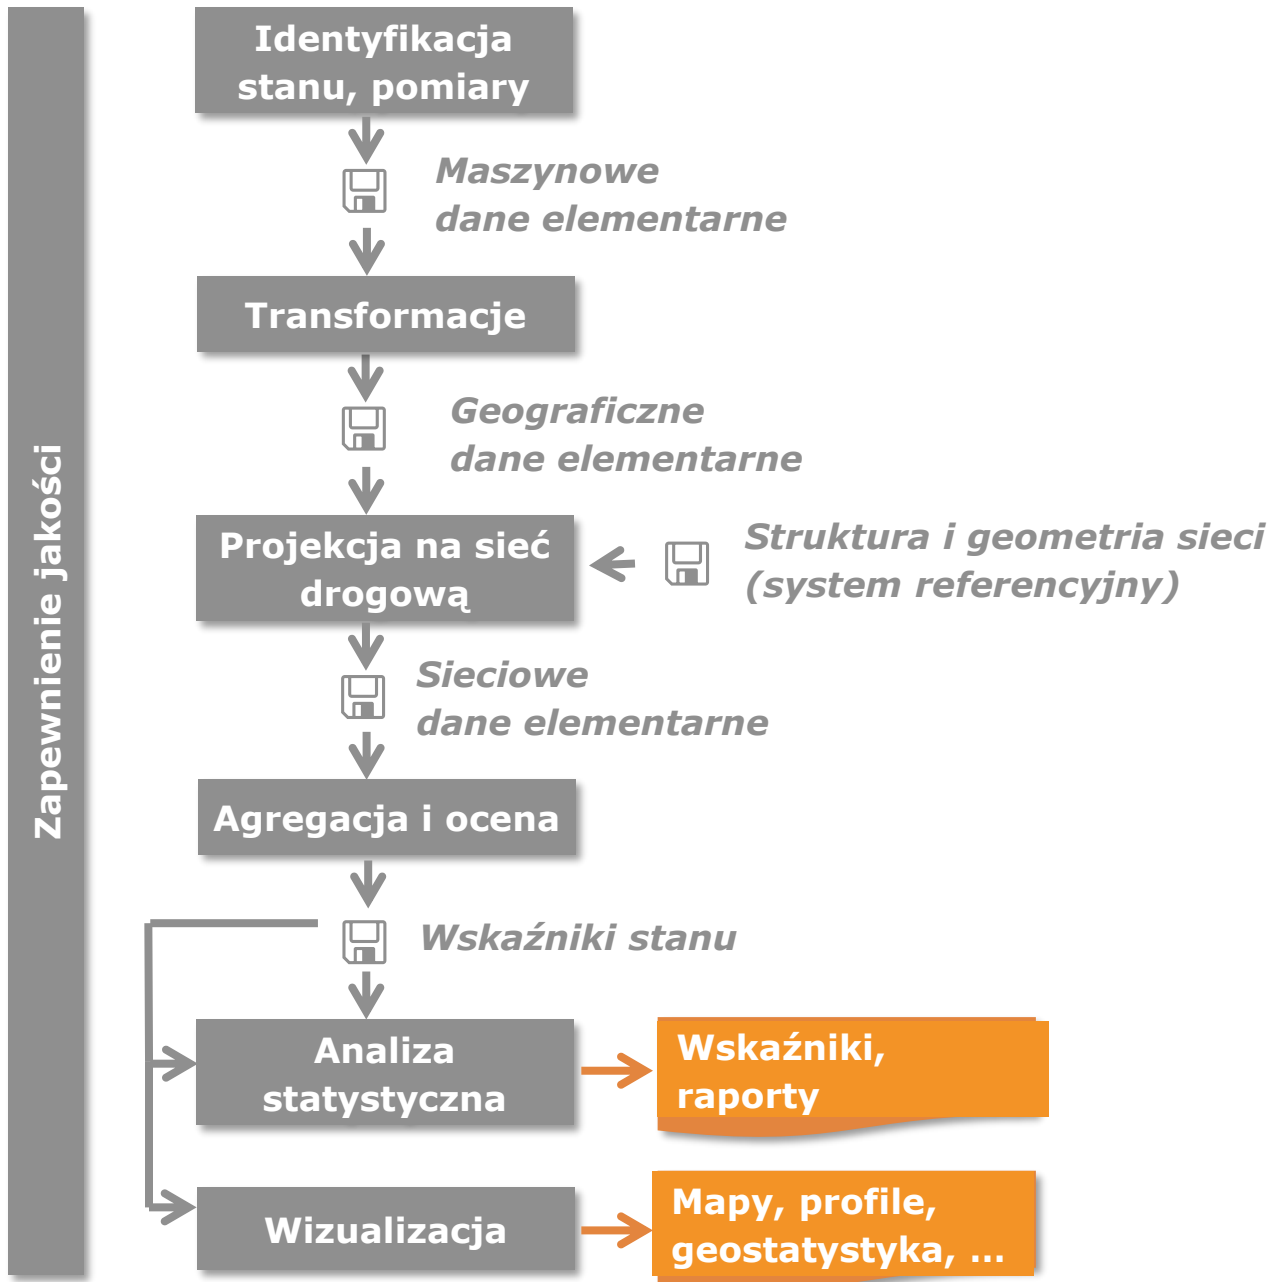 Zapewnienie jakości
Identyfikacja
stanu, pomiary
Maszynowe
dane elementarne
Transformacje
Geograficzne
dane elementarne
Projekcja na sieć
drogową
Struktura i geometria sieci
(system referencyjny)
Sieciowe
dane elementarne
Agregacja i ocena
Wskaźniki stanu
Analiza
statystyczna
Wskaźniki,
raporty
Wizualizacja
Mapy, profile,
geostatystyka, ...